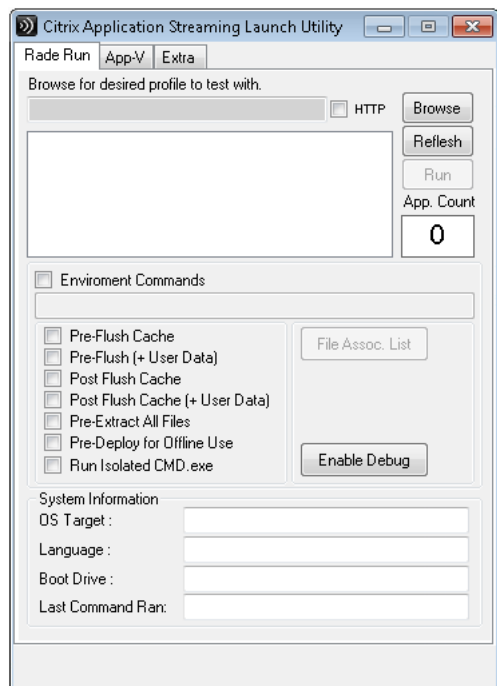 Citrix Application Streaming Launch Utility
Rade Run
App-V
Extra
Browse for desired profile to test with.
HTTP
Browse
Reflesh
Run
App. Count
0
Enviroment Commands
Pre-Flush Cache
Pre-Flush (+ User Data)
Post Flush Cache
Post Flush Cache (+ User Data)
Pre-Extract All Files
Pre-Deploy for Offline Use
Run Isolated CMD.exe
File Assoc. List
Enable Debug
System Information
OS Target :
Language :
Boot Drive :
Last Command Ran: